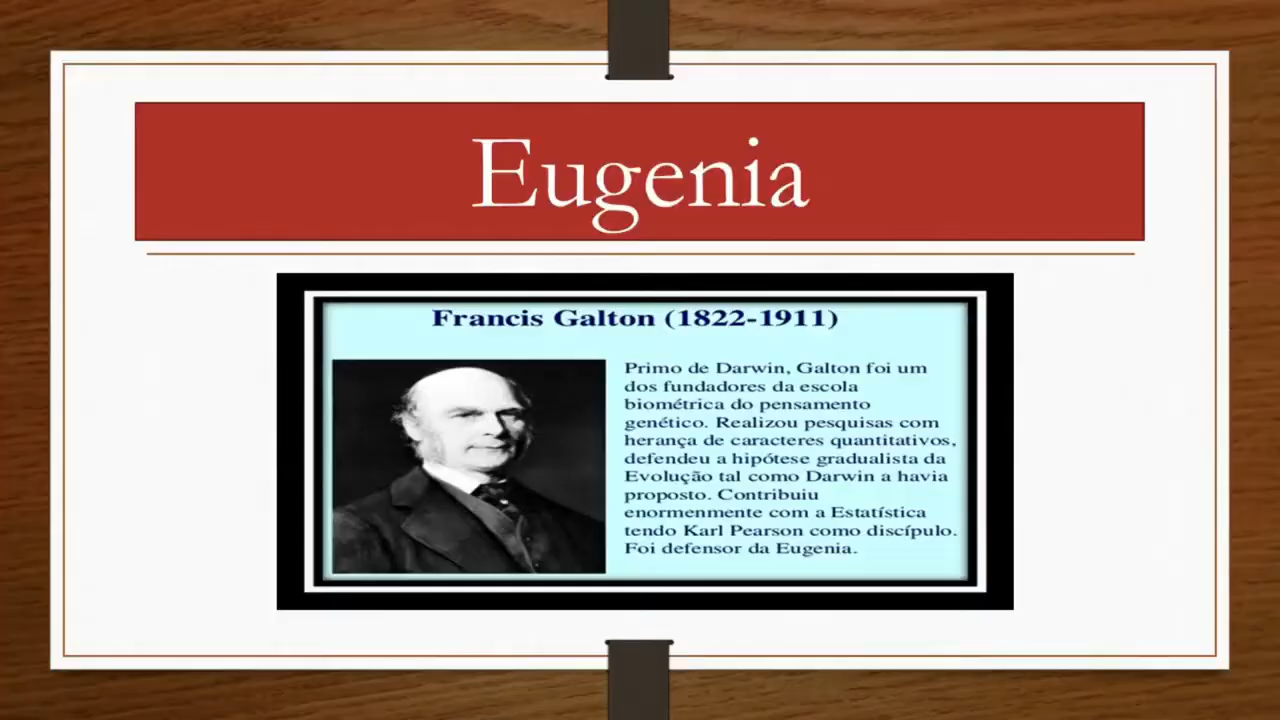 Eugenia
Francis Galton (1822-1911)
Primo de Darwin, Galton foi um
dos fundadores da escola
biométrica do pensamento
genético. Realizou pesquisas com
herança de caracteres quantitativos,
defendeu a hipótese gradualista da
Evolução tal como Darwin a havia
proposto. Contribuiu
enormenmente com a Estatística
tendo Karl Pearson como discípulo.
Foi defensor da Eugenia.